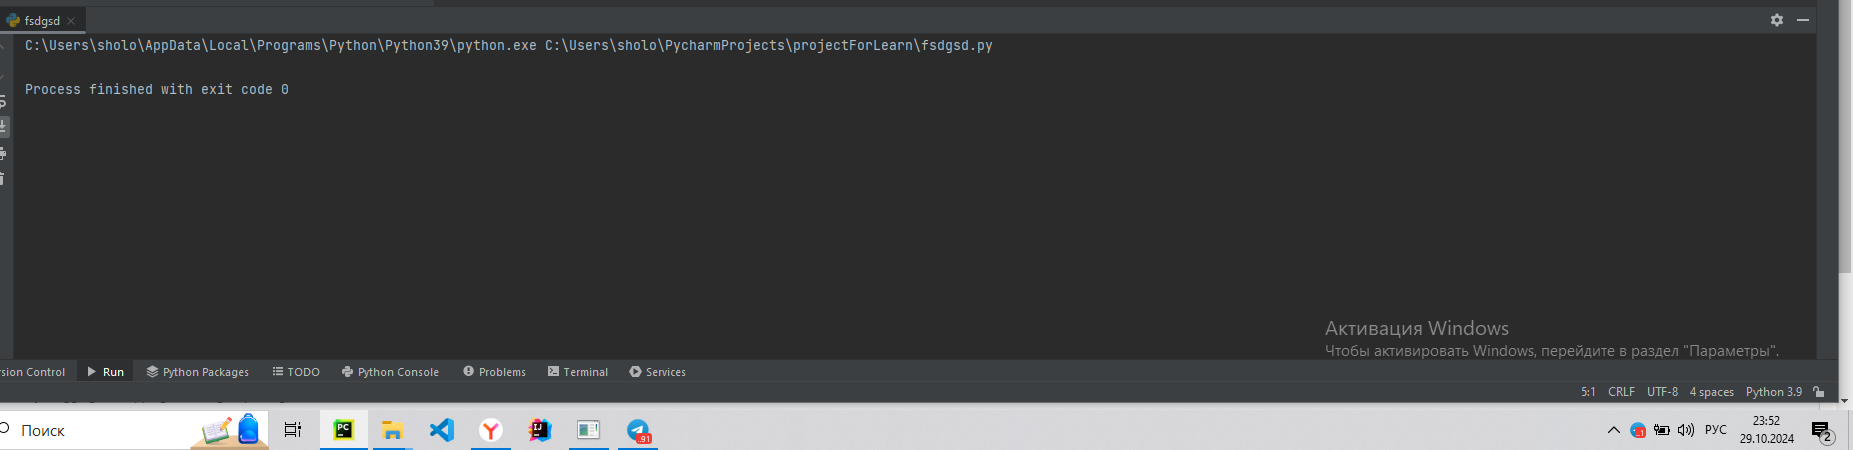 fsdgsd
C:\Users\sholo\AppData\Local\Programs\Python\Python39\python.exe C:\Users\sholo\PycharmProjects\projectForLearn\fsdgsd.py
Process finished with exit code 0
Активация Windows
Чтобы активировать Windows, перейдите в раздел "Параметры".
rsion Control Run Python Packages TODO Python Console Problems Terminal Services
5:1 CRLF UTF-8 4 spaces Python 3.9
Поиск PC IJ 91 РУС 23:52
29.10.2024 2